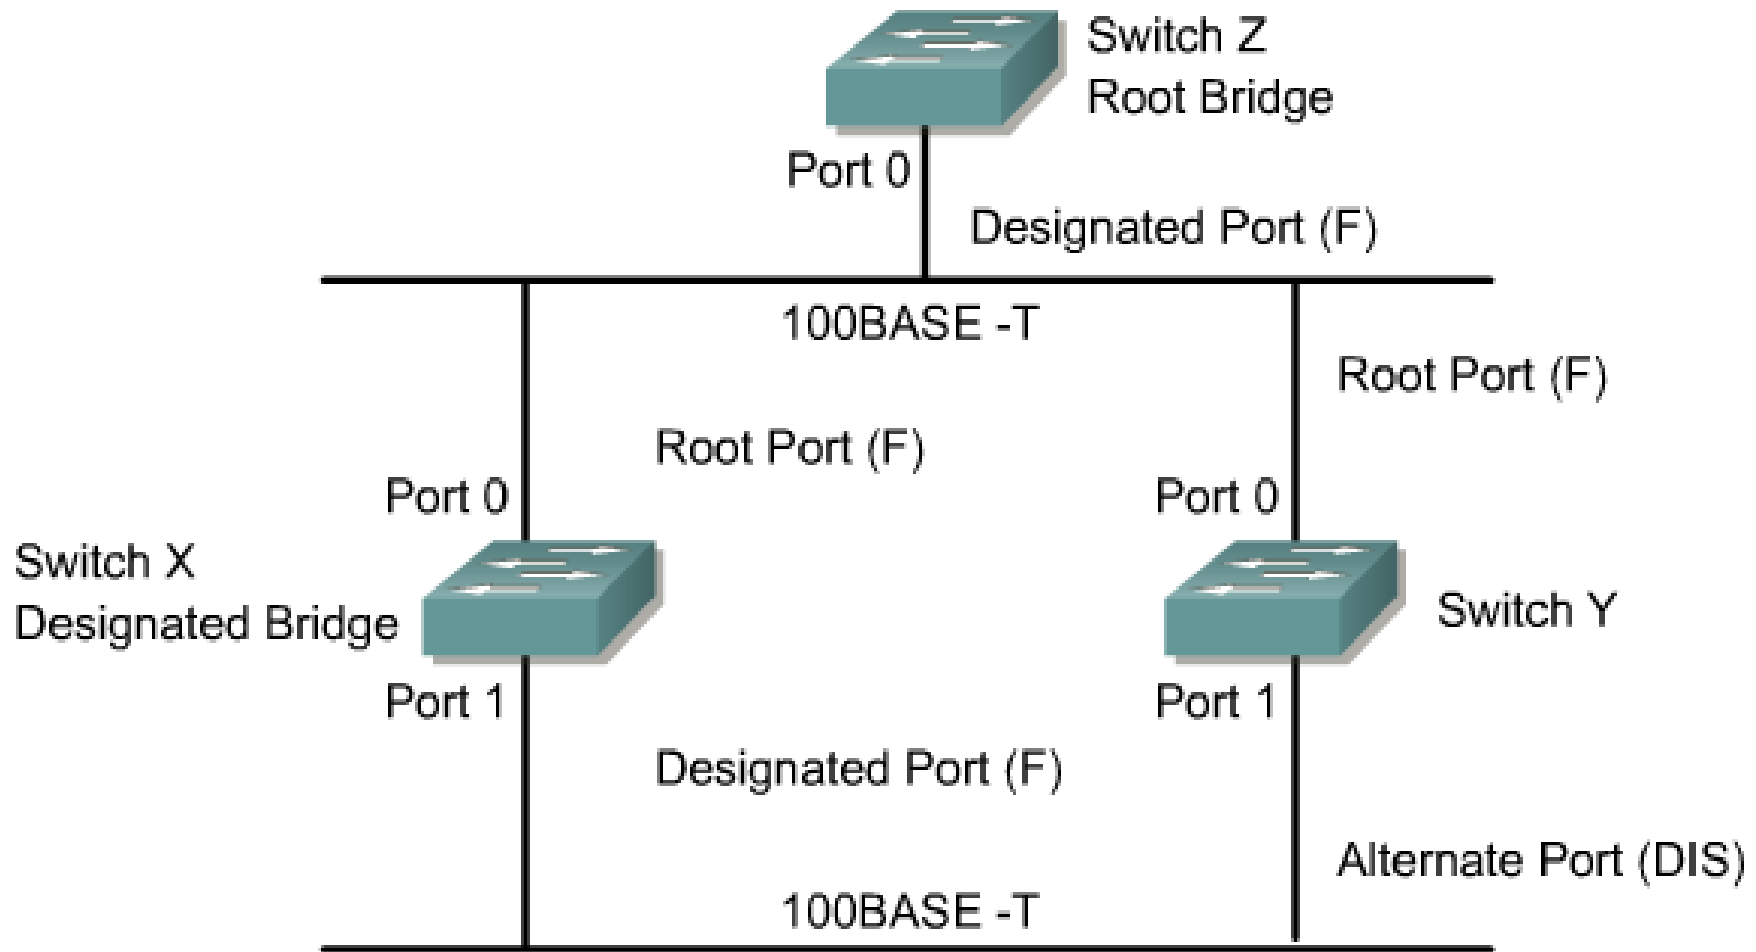 Switch Z
Root Bridge
Port 0
Designated Port (F)
100BASE -T
Root Port (F)
Root Port (F)
Port 0
Port 0
Switch X
Designated Bridge
Switch Y
Port 1
Port 1
Designated Port (F)
Alternate Port (DIS)
100BASE -T